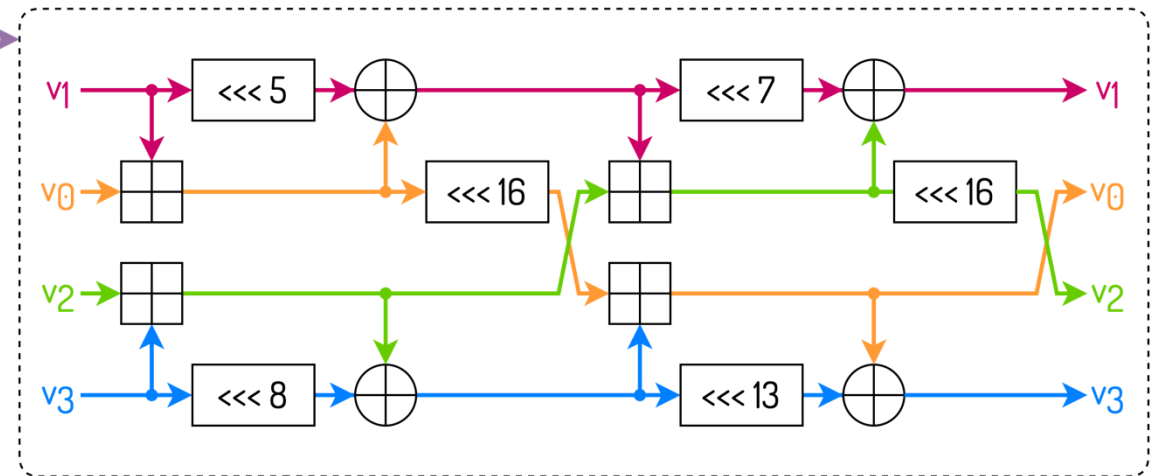 v1 <<< 5 <<< 7 v1
v0 <<< 16 <<< 16 v0
v2 v2
v3 <<< 8 <<< 13 v3